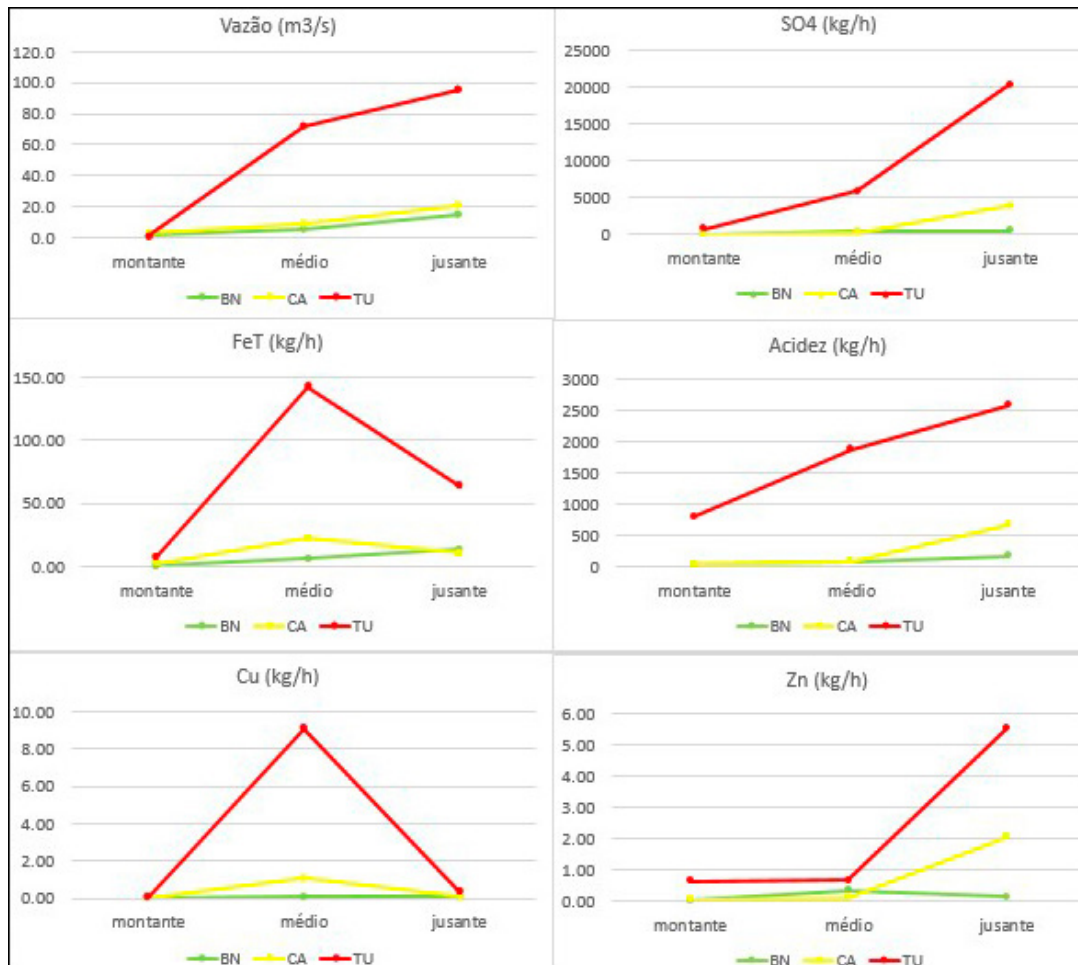 Vazão (m3/s)
120.0
100.0
80.0
60.0
40.0
20.0
0.0
montante médio jusante
BN CA TU
SO4 (kg/h)
25000
20000
15000
10000
5000
0
montante médio jusante
BN CA TU
FeT (kg/h)
150.00
100.00
50.00
0.00
montante médio jusante
BN CA TU
Acidez (kg/h)
3000
2500
2000
1500
1000
500
0
montante médio jusante
BN CA TU
Cu (kg/h)
10.00
8.00
6.00
4.00
2.00
0.00
montante médio jusante
BN CA TU
Zn (kg/h)
6.00
5.00
4.00
3.00
2.00
1.00
0.00
montante médio jusante
BN CA TU